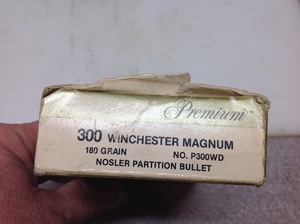 Premium
300 WINCHESTER MAGNUM
180 GRAIN NO. P300WD
NOSLER PARTITION BULLET